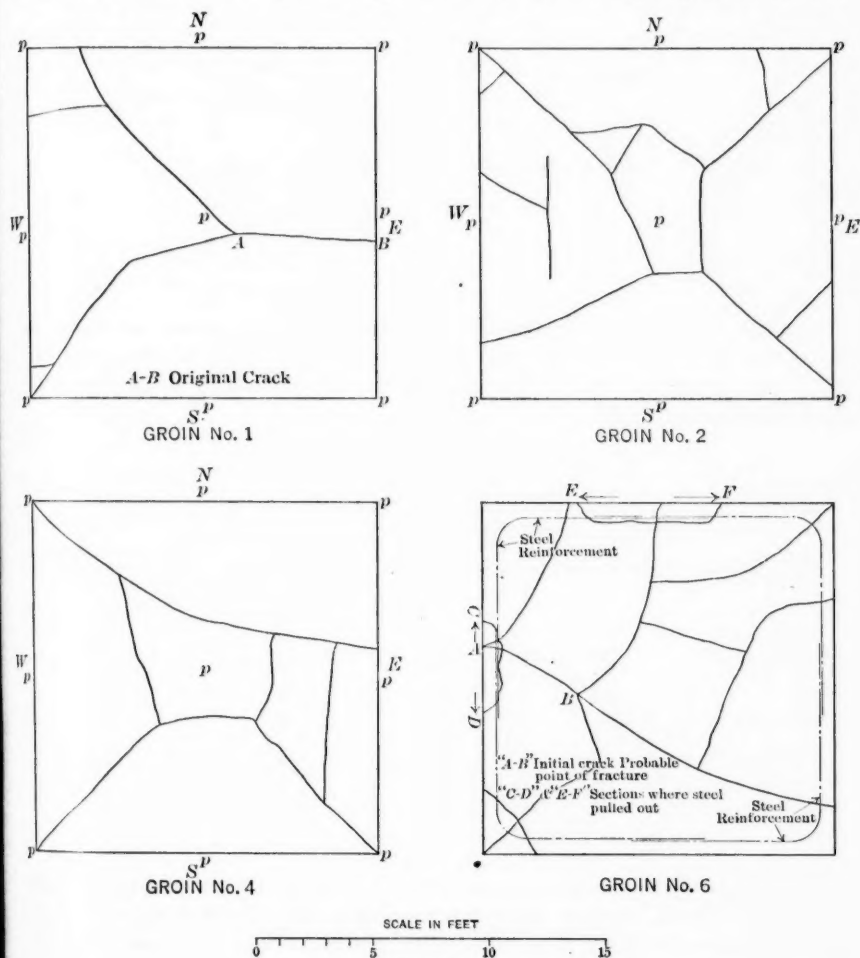 N
p p p
W p p p E
A B
A-B Original Crack
p S p p
GROIN No. 1
N
p p p
W p p p E
p S p p
GROIN No. 2
N
p p p
W p p E p
p S p p
GROIN No. 4
E F
Steel
Reinforcement
C
A
D
B
"A-B" Initial crack Probable
point of fracture
"C-D" & "E-F" Sections where steel
pulled out
Steel
Reinforcement
GROIN No. 6
SCALE IN FEET
0 5 10 15